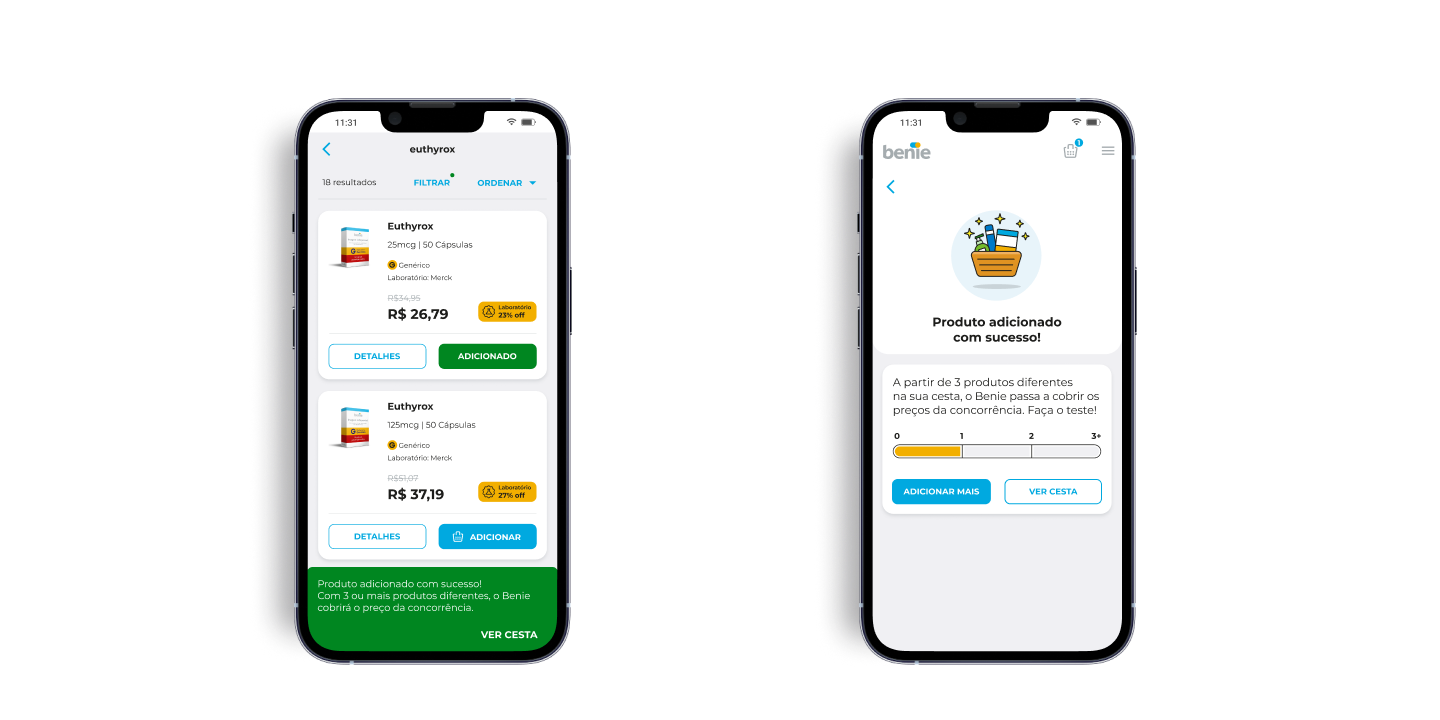 11:31
euthyrox
18 resultados
FILTRAR
ORDENAR
Euthyrox
25mcg | 50 Cápsulas
G Genérico
Laboratório: Merck
R$34,95
R$ 26,79
Laboratório
23% off
DETALHES
ADICIONADO
Euthyrox
125mcg | 50 Cápsulas
G Genérico
Laboratório: Merck
R$51,07
R$ 37,19
Laboratório
27% off
DETALHES
ADICIONAR
Produto adicionado com sucesso!
Com 3 ou mais produtos diferentes, o Benie
cobrirá o preço da concorrência.
VER CESTA
11:31
benie
1
Produto adicionado
com sucesso!
A partir de 3 produtos diferentes
na sua cesta, o Benie passa a cobrir os
preços da concorrência. Faça o teste!
0 1 2 3+
ADICIONAR MAIS
VER CESTA